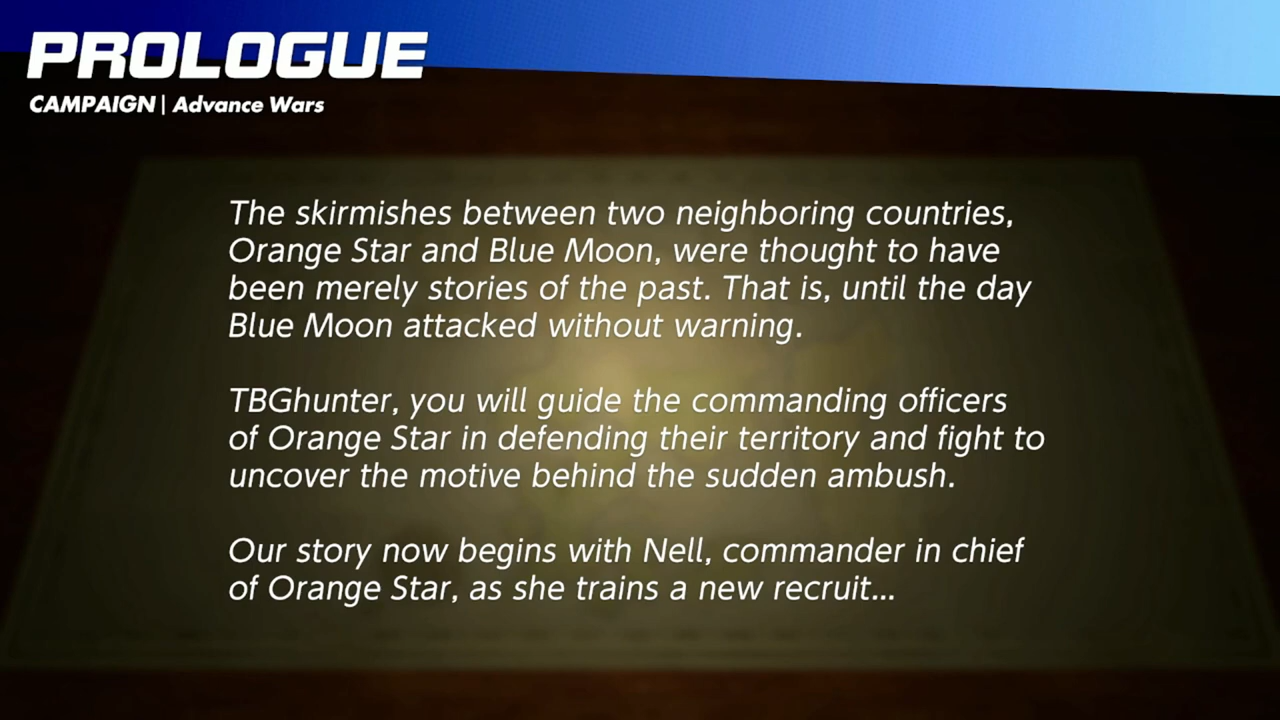 PROLOGUE
CAMPAIGN | Advance Wars
The skirmishes between two neighboring countries,
Orange Star and Blue Moon, were thought to have
been merely stories of the past. That is, until the day
Blue Moon attacked without warning.
TBGhunter, you will guide the commanding officers
of Orange Star in defending their territory and fight to
uncover the motive behind the sudden ambush.
Our story now begins with Nell, commander in chief
of Orange Star, as she trains a new recruit...